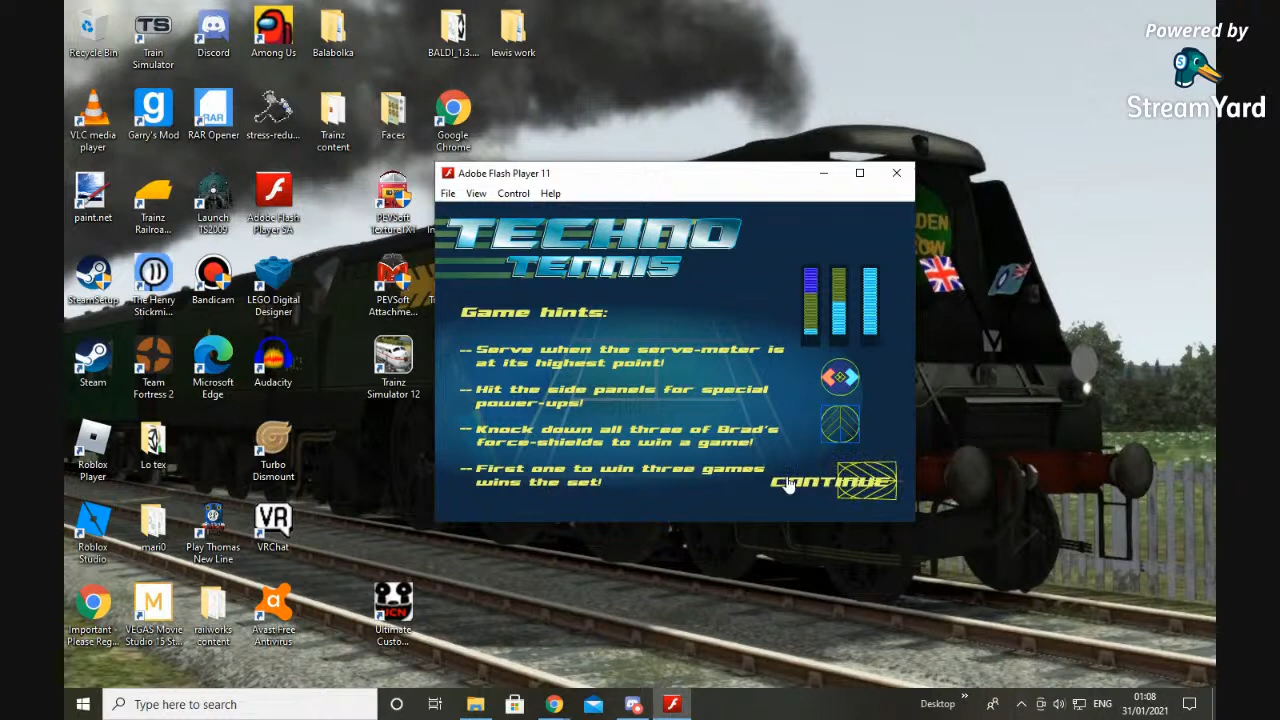 Powered by
StreamYard
Recycle Bin
Train
Simulator
Discord
Among Us
Balabolka
BALDI_1.3....
lewis work
VLC media
player
Garry's Mod
RAR Opener
stress-redu...
Trainz
content
Faces
Google
Chrome
paint.net
Trainz
Railroa...
Launch
TS2009
Adobe Flash
Player SA
PEVSoft
SteamSetup
The Henry
Stickmi...
Bandicam
LEGO Digital
Designer
PEVSoft
Attachme...
Steam
Team
Fortress 2
Microsoft
Edge
Audacity
Trainz
Simulator 12
Roblox
Player
Lo tex
Turbo
Dismount
Roblox
Studio
mari0
Play Thomas
New Line
VRChat
Important -
Please Reg...
VEGAS Movie
Studio 15 St...
railworks
content
Avast Free
Antivirus
Ultimate
Custo...
Adobe Flash Player 11
File View Control Help
TECHNO
TENNIS
Game hints:
-- Serve when the serve-meter is
at its highest point!
-- Hit the side panels for special
power-ups!
-- Knock down all three of Brad's
force-shields to win a game!
-- First one to win three games
wins the set!
CONTINUE
Type here to search
Desktop
ENG
01:08
31/01/2021